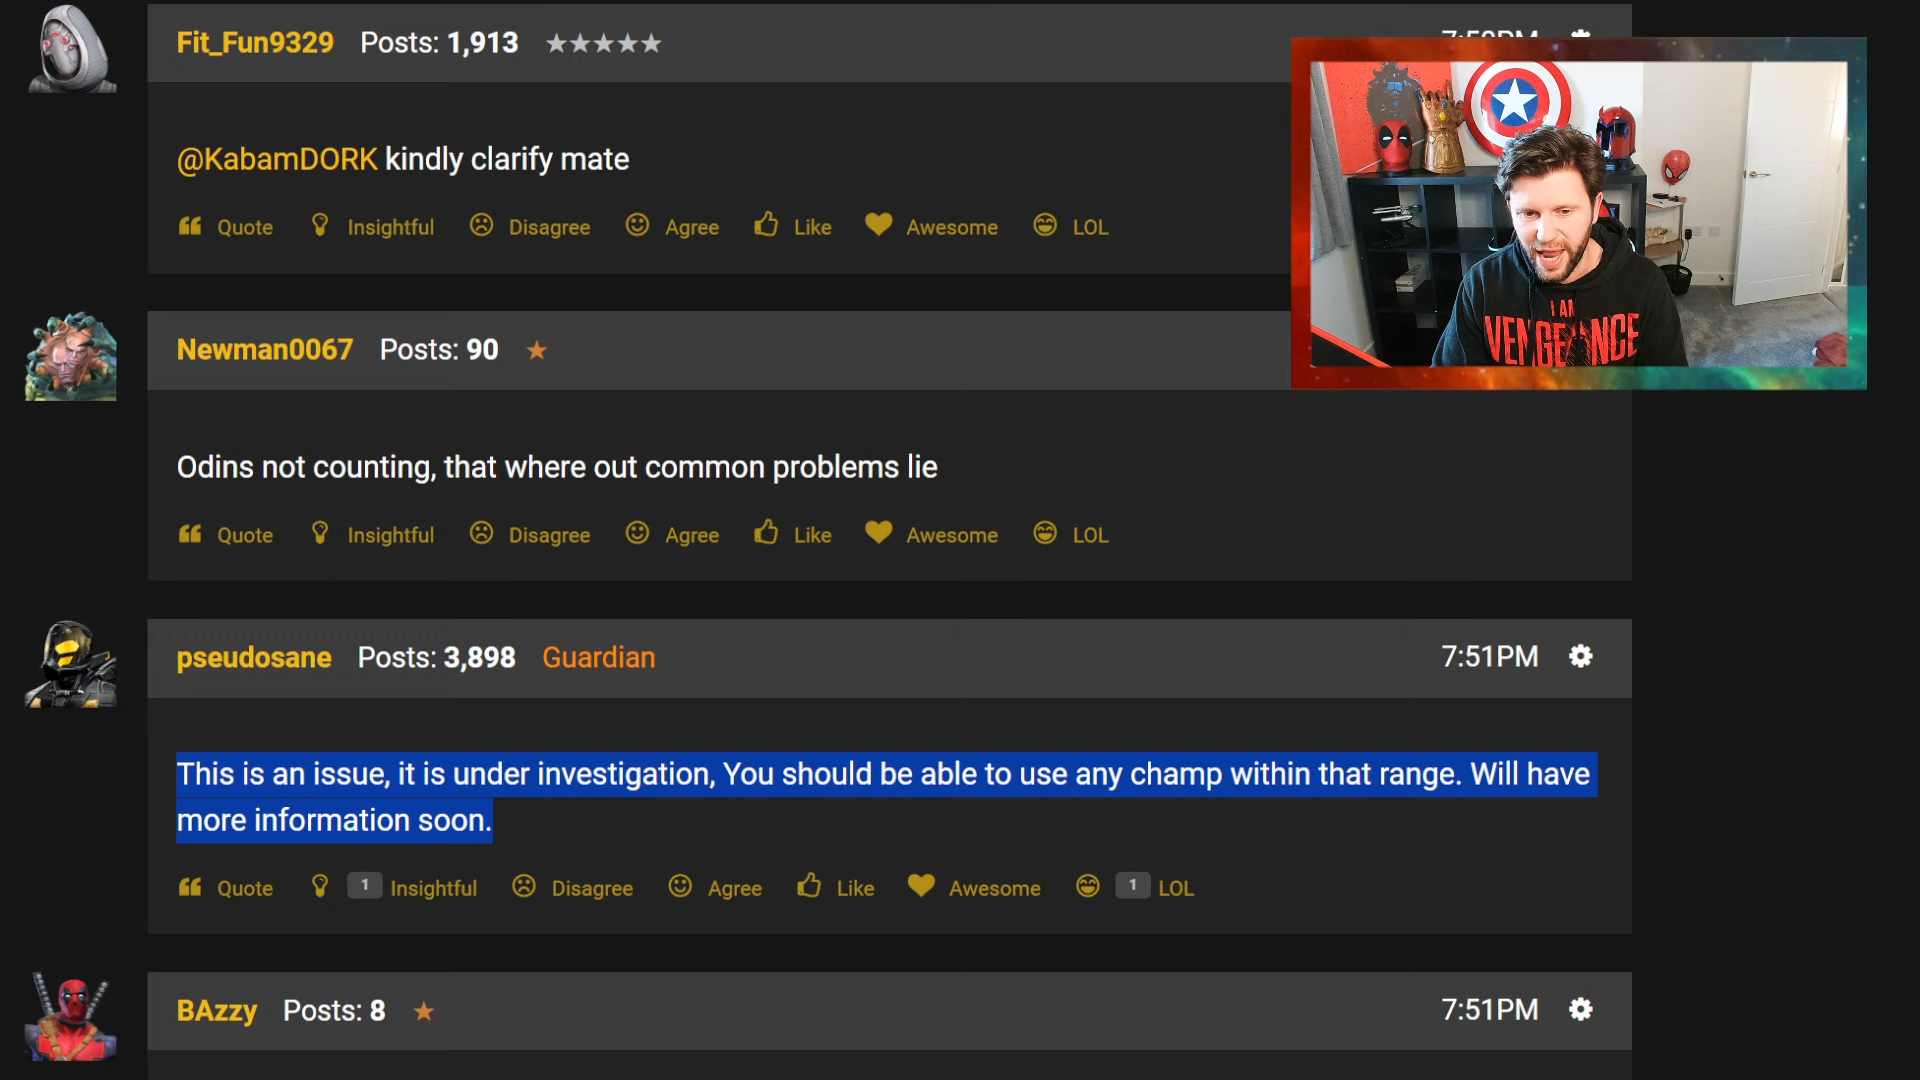 Fit_Fun9329 Posts: 1,913 ★★★★★
@KabamDORK kindly clarify mate
Quote Insightful Disagree Agree Like Awesome LOL
I AM
VENGEANCE
Newman0067 Posts: 90 ★
Odins not counting, that where out common problems lie
Quote Insightful Disagree Agree Like Awesome LOL
pseudosane Posts: 3,898 Guardian 7:51PM
This is an issue, it is under investigation, You should be able to use any champ within that range. Will have
more information soon.
Quote 1 Insightful Disagree Agree Like Awesome 1 LOL
BAzzy Posts: 8 ★ 7:51PM